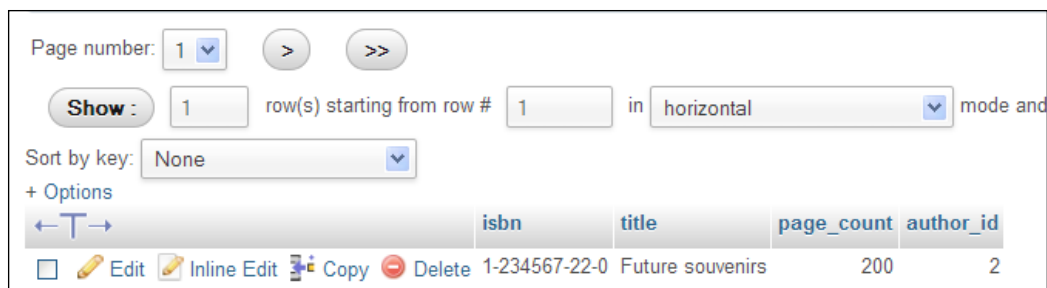 Page number: 1 > >>
Show : 1 row(s) starting from row # 1 in horizontal mode and
Sort by key: None
+ Options
←T→ isbn title page_count author_id
Edit Inline Edit Copy Delete 1-234567-22-0 Future souvenirs 200 2